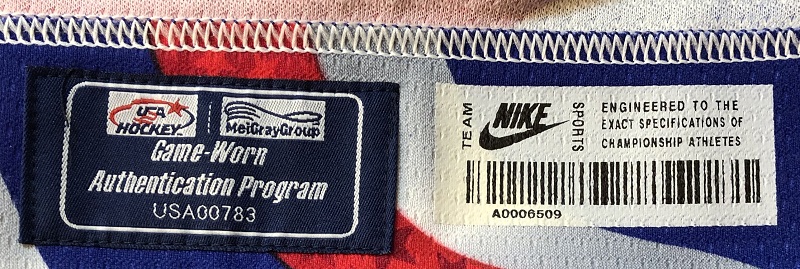 USA
HOCKEY
MeiGrayGroup
Game-Worn
Authentication Program
USA00783
TEAM
NIKE
SPORTS
ENGINEERED TO THE
EXACT SPECIFICATIONS OF
CHAMPIONSHIP ATHLETES
A0006509